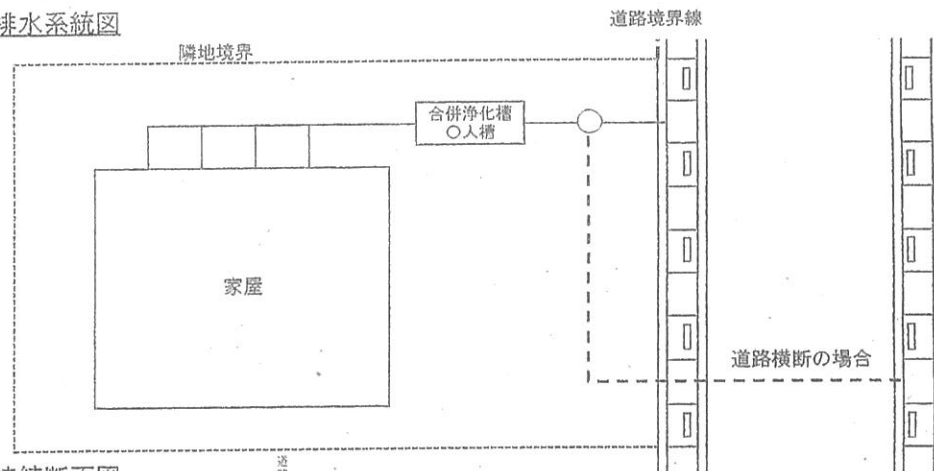 排水系統図
道路境界線
隣地境界
合併浄化槽
○人槽
家屋
道路横断の場合